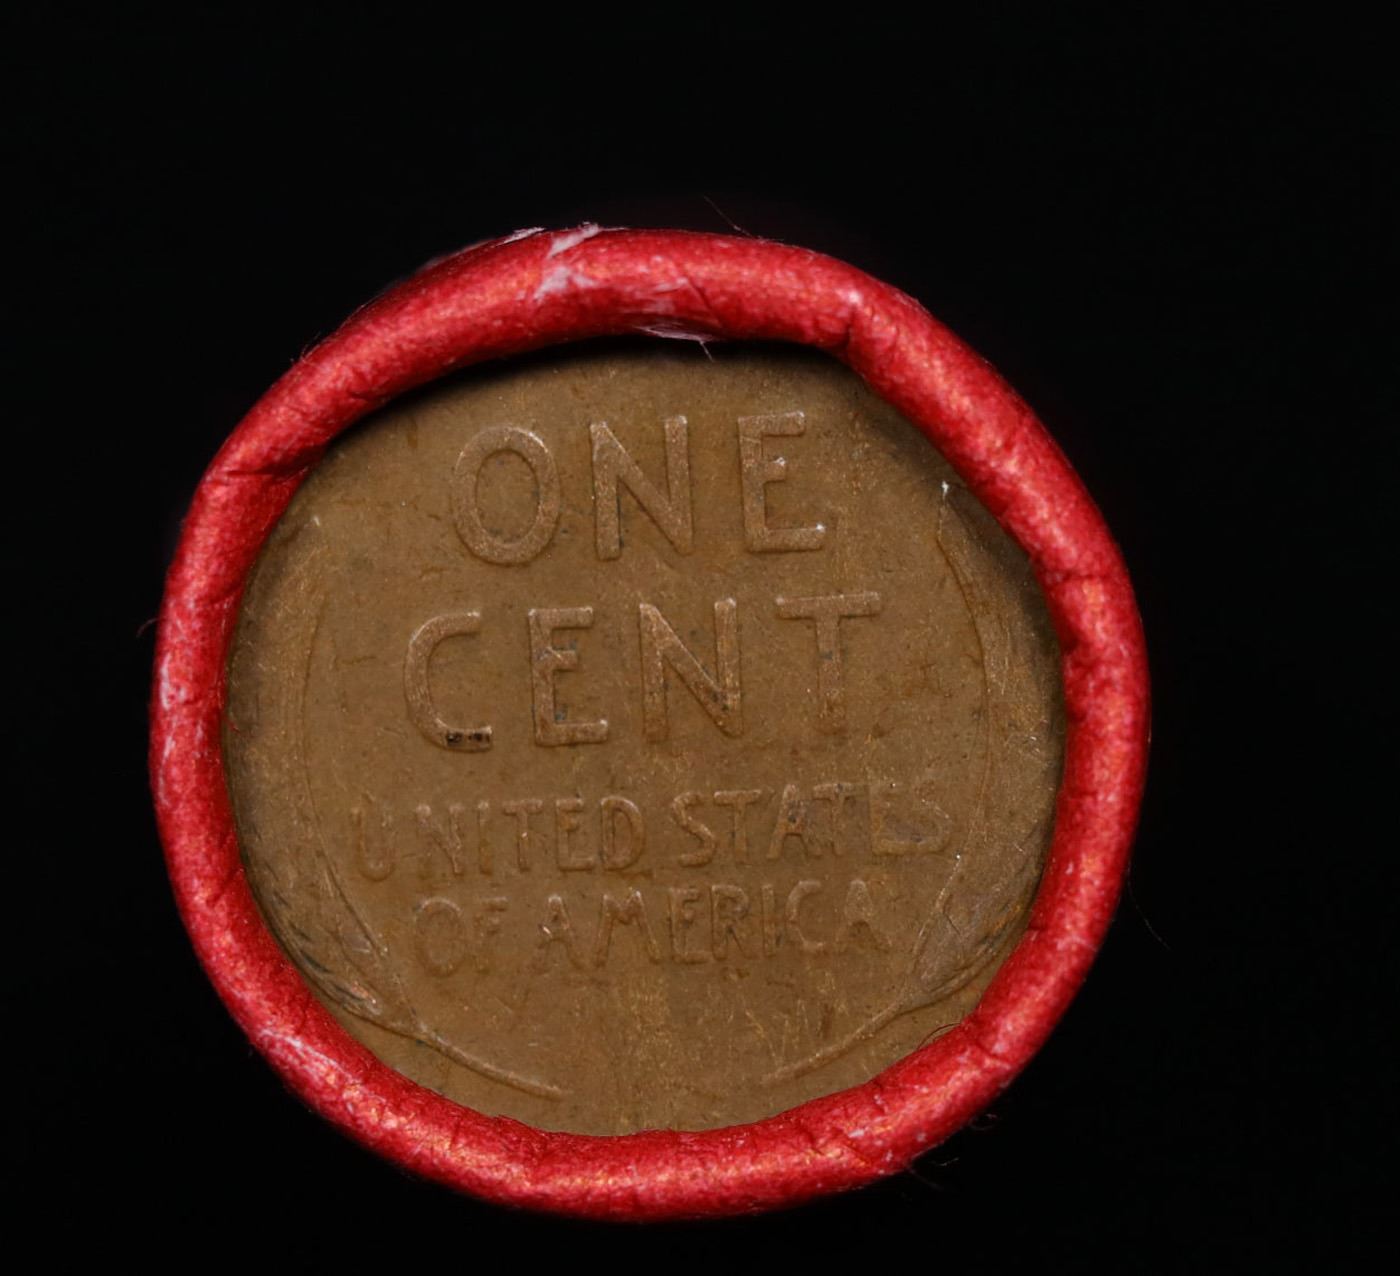 ONE
CENT
UNITED STATES
OF AMERICA